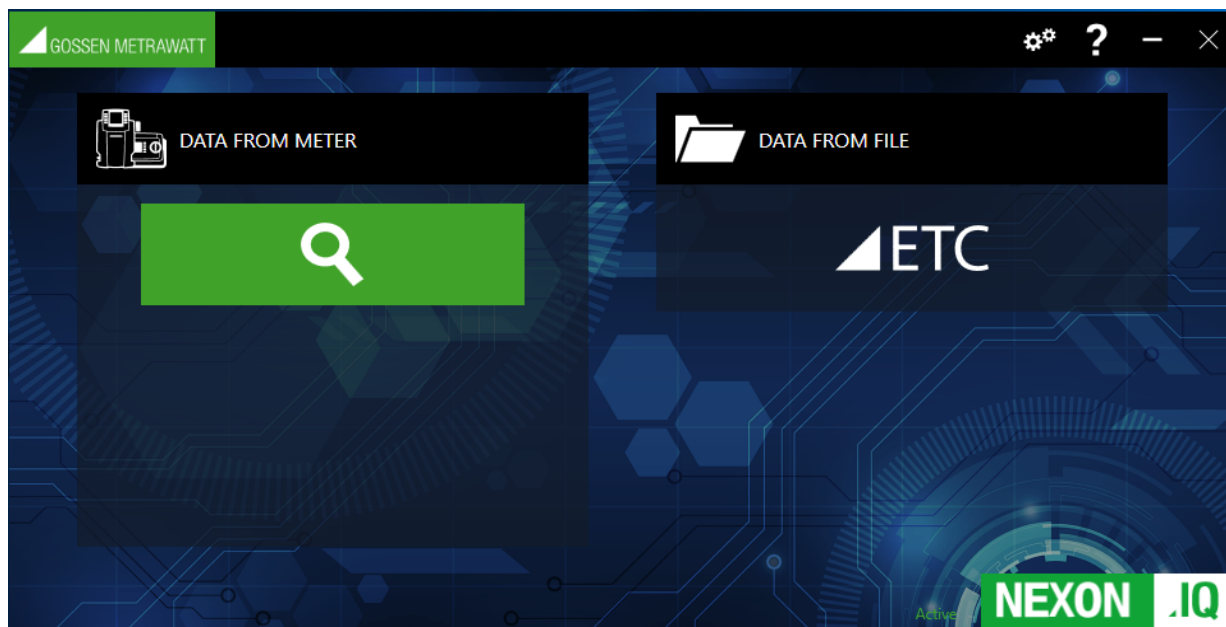 GOSSEN METRAWATT
?
DATA FROM METER
DATA FROM FILE
ETC
Active
NEXON .IQ